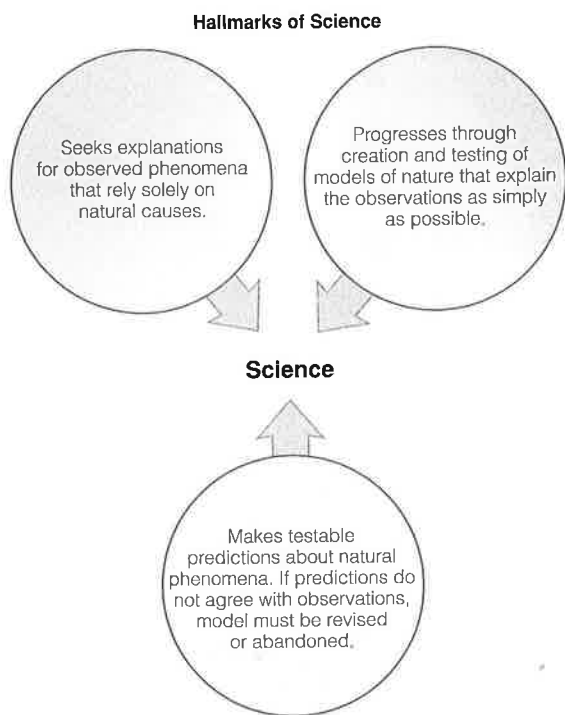 Hallmarks of Science
Seeks explanations
for observed phenomena
that rely solely on
natural causes.
Progresses through
creation and testing of
models of nature that explain
the observations as simply
as possible.
Science
Makes testable
predictions about natural
phenomena. If predictions do
not agree with observations,
model must be revised
or abandoned.